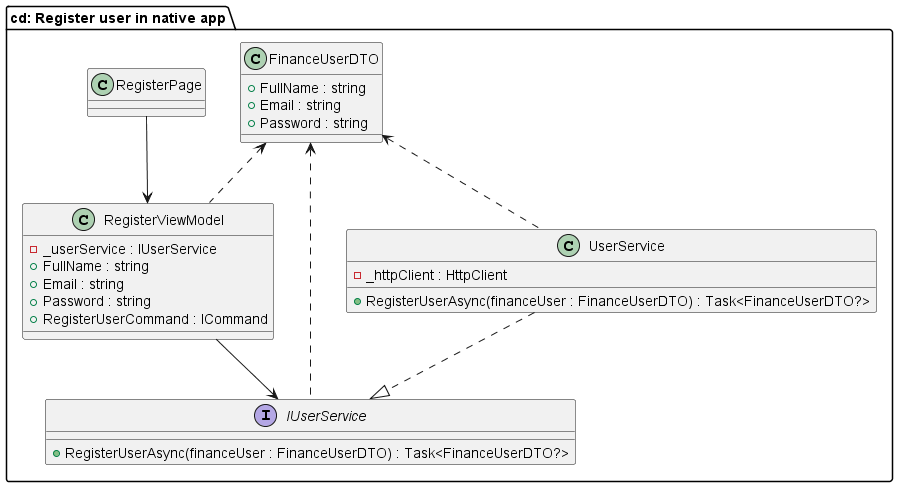 cd: Register user in native app
C FinanceUserDTO
FullName : string
Email : string
Password : string
C RegisterPage
C RegisterViewModel
_userService : IUserService
FullName : string
Email : string
Password : string
RegisterUserCommand : ICommand
C UserService
_httpClient : HttpClient
RegisterUserAsync(financeUser : FinanceUserDTO) : Task<FinanceUserDTO?>
I IUserService
RegisterUserAsync(financeUser : FinanceUserDTO) : Task<FinanceUserDTO?>